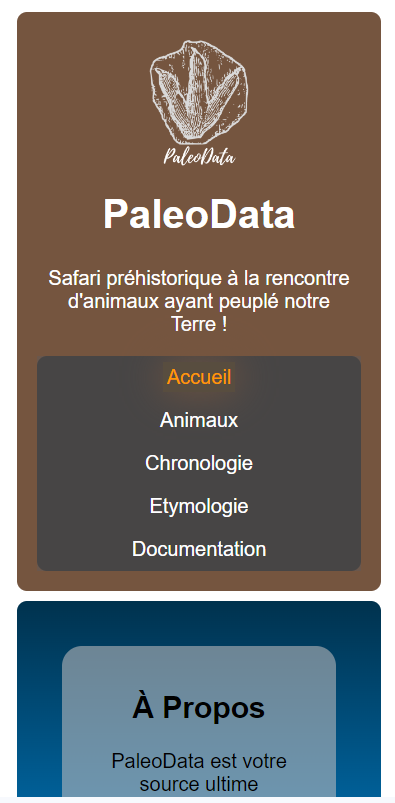 PaleoData
PaleoData
Safari préhistorique à la rencontre
d'animaux ayant peuplé notre
Terre !
Accueil
Animaux
Chronologie
Etymologie
Documentation
À Propos
PaleoData est votre
source ultime